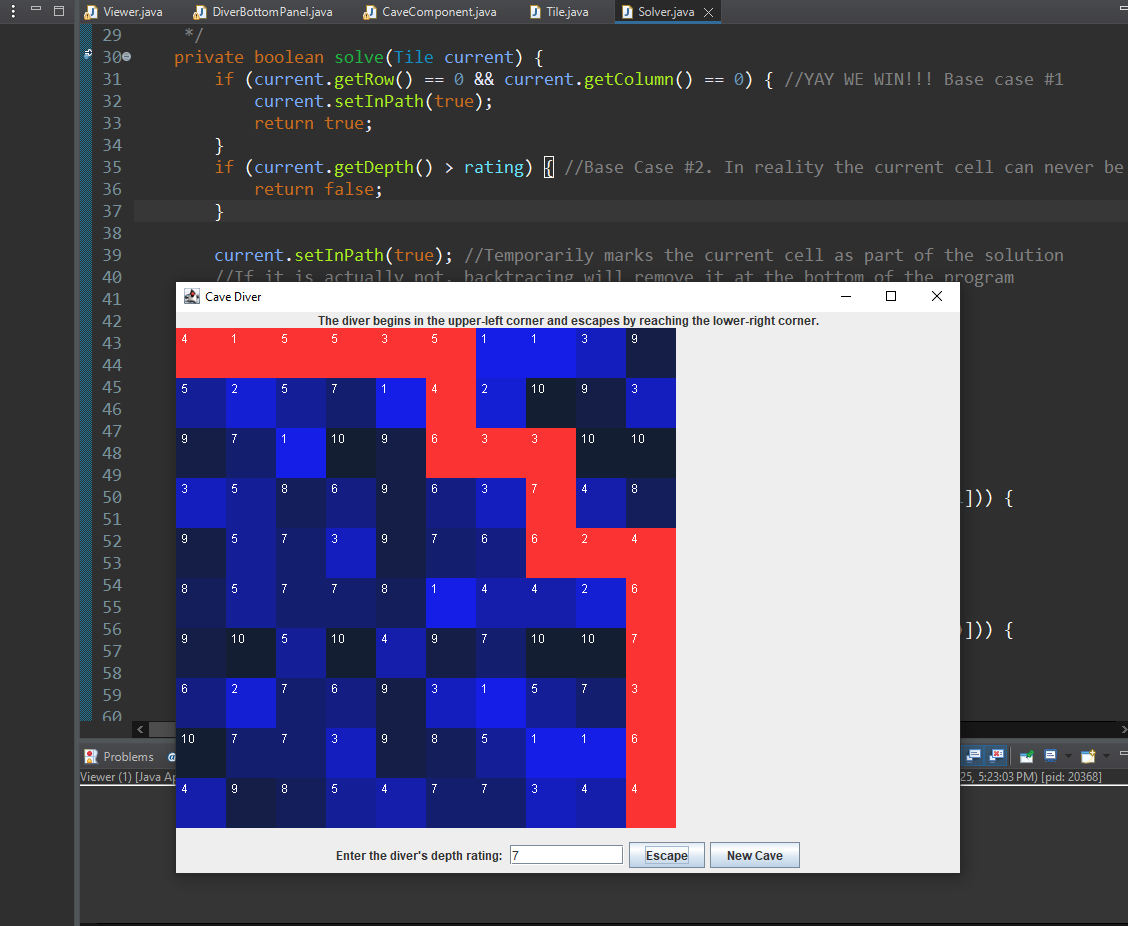 Viewer.java DiverBottomPanel.java CaveComponent.java Tile.java Solver.java
29 */
30 private boolean solve(Tile current) {
31 if (current.getRow() == 0 && current.getColumn() == 0) { //YAY WE WIN!!! Base case #1
32 current.setInPath(true);
33 return true;
34 }
35 if (current.getDepth() > rating) { //Base Case #2. In reality the current cell can never be
36 return false;
37 }
38
39 current.setInPath(true); //Temporarily marks the current cell as part of the solution
40 //If it is actually not, backtracing will remove it at the bottom of the program
41
Cave Diver
42
The diver begins in the upper-left corner and escapes by reaching the lower-right corner.
43
4 1 5 5 3 5 1 1 3 9
44
45
5 2 5 7 1 4 2 10 9 3
46
47
9 7 1 10 9 6 3 3 10 10
48
49
3 5 8 6 9 6 3 7 4 8
50 ])) {
51
52
9 5 7 3 9 7 6 6 2 4
53
54
8 5 7 7 8 1 4 4 2 6
55
56 ])) {
9 10 5 10 4 9 7 10 10 7
57
58
59
6 2 7 6 9 3 1 5 7 3
60
10 7 7 3 9 8 5 1 1 6
Problems
Viewer (1) [Java Ap 25, 5:23:03 PM) [pid: 20368]
4 9 8 5 4 7 7 3 4 4
Enter the diver's depth rating: 7 Escape New Cave